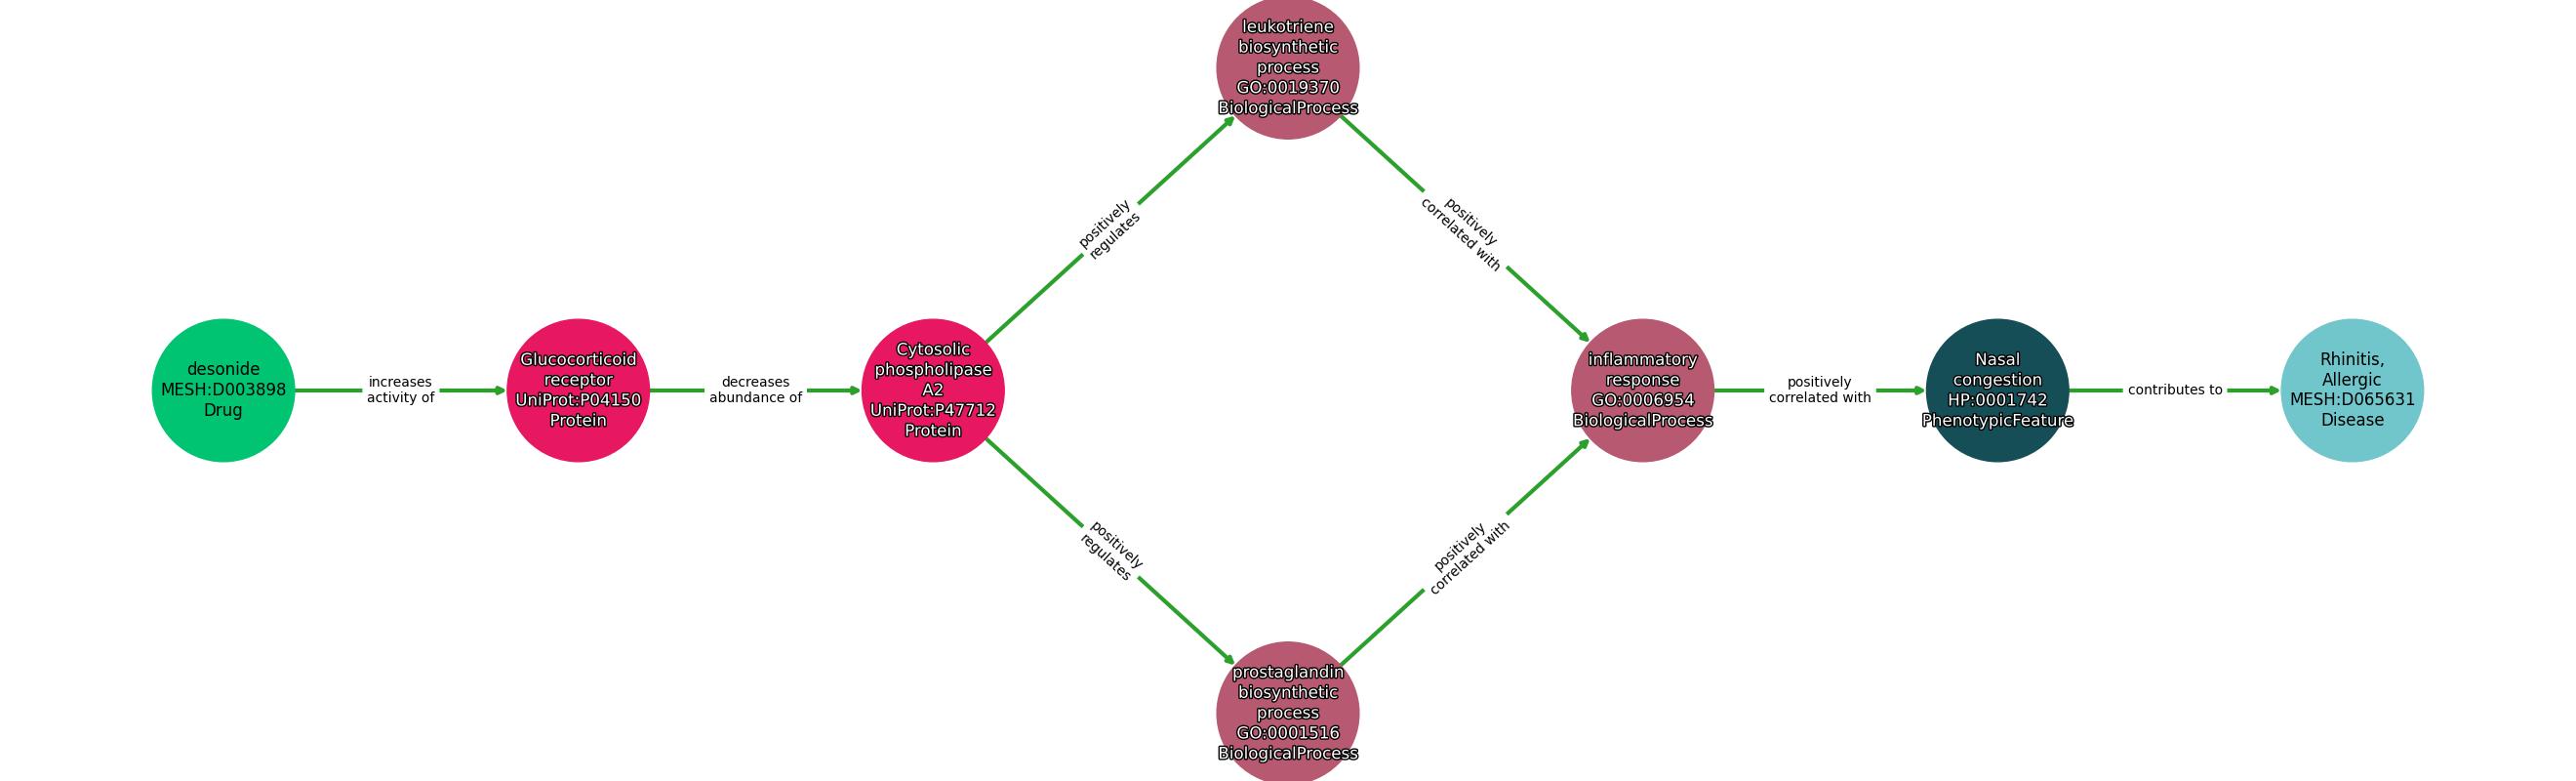 desonide
MESH:D003898
Drug
increases
activity of
Glucocorticoid
receptor
UniProt:P04150
Protein
decreases
abundance of
Cytosolic
phospholipase
A2
UniProt:P47712
Protein
positively
regulates
leukotriene
biosynthetic
process
GO:0019370
BiologicalProcess
positively
correlated with
positively
regulates
prostaglandin
biosynthetic
process
GO:0001516
BiologicalProcess
positively
correlated with
inflammatory
response
GO:0006954
BiologicalProcess
positively
correlated with
Nasal
congestion
HP:0001742
PhenotypicFeature
contributes to
Rhinitis,
Allergic
MESH:D065631
Disease